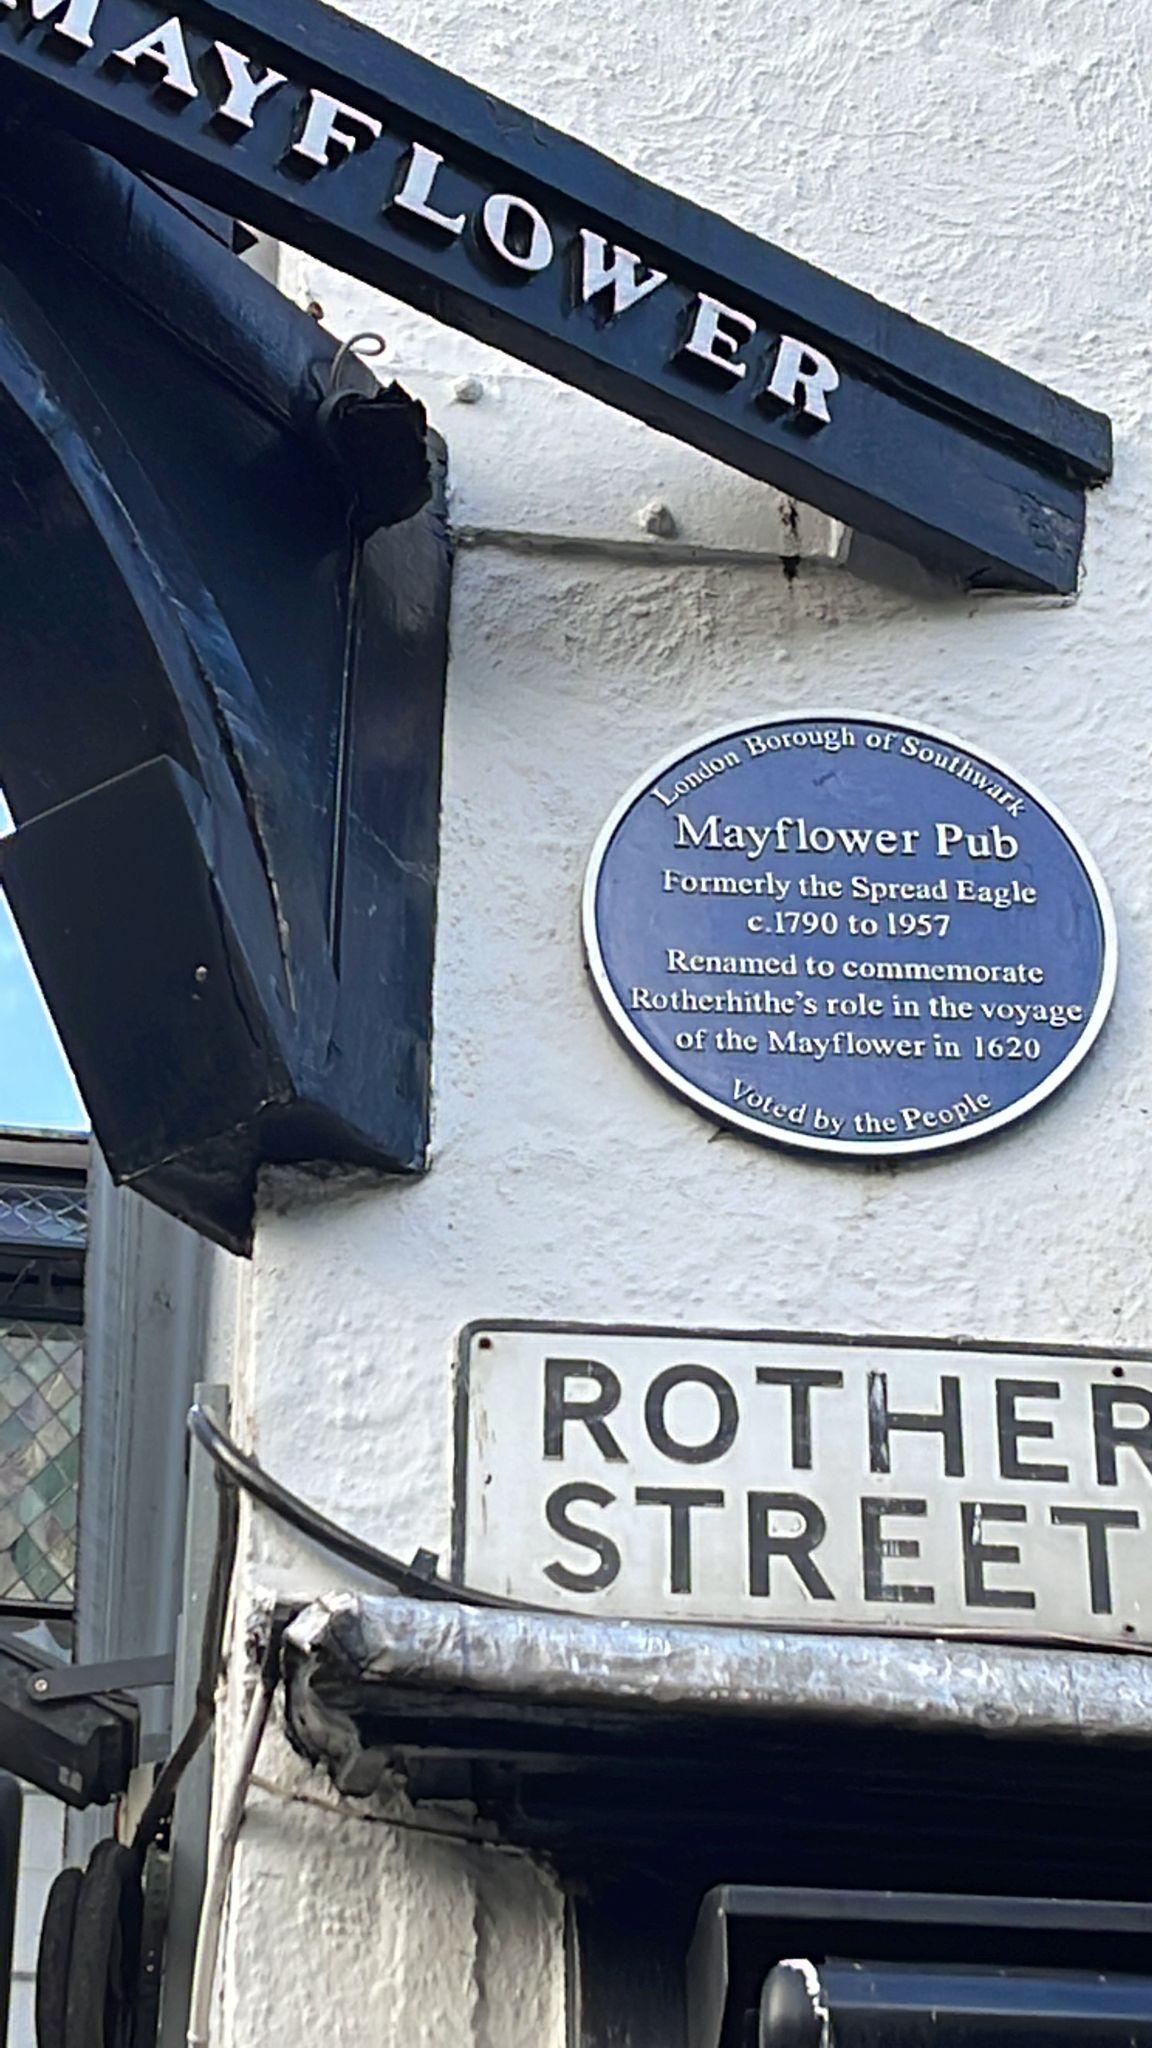 MAYFLOWER
London Borough of Southwark
Mayflower Pub
Formerly the Spread Eagle
c.1790 to 1957
Renamed to commemorate
Rotherhithe's role in the voyage
of the Mayflower in 1620
Voted by the People
ROTHER
STREET